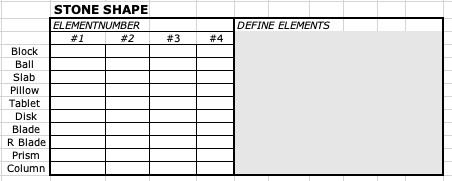 STONE SHAPE
ELEMENTNUMBER DEFINE ELEMENTS
#1 #2 #3 #4
Block
Ball
Slab
Pillow
Tablet
Disk
Blade
R Blade
Prism
Column